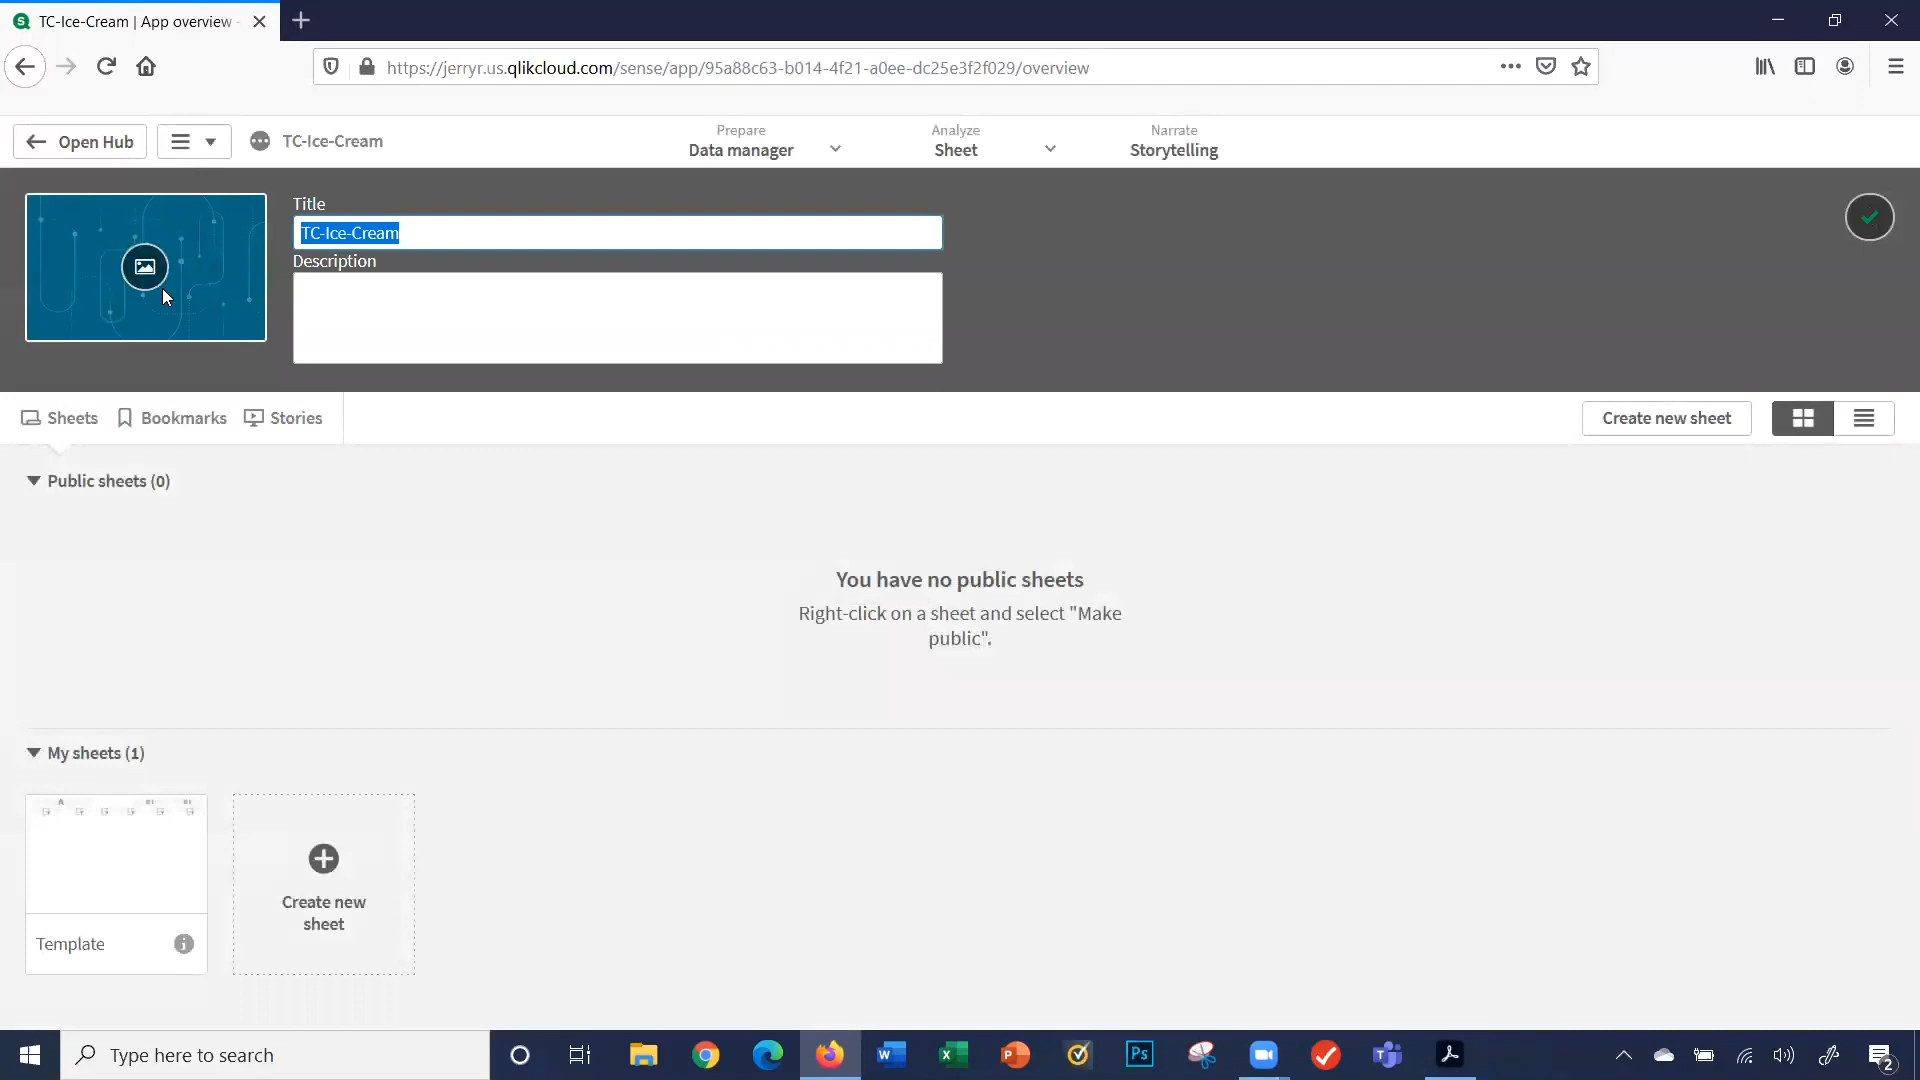 TC-Ice-Cream | App overview -
https://jerryr.us.qlikcloud.com/sense/app/95a88c63-b014-4f21-a0ee-dc25e3f2f029/overview
Open Hub
TC-Ice-Cream
Prepare
Data manager
Analyze
Sheet
Narrate
Storytelling
Title
TC-Ice-Cream
Description
Sheets
Bookmarks
Stories
Create new sheet
Public sheets (0)
You have no public sheets
Right-click on a sheet and select "Make
public".
My sheets (1)
Create new
sheet
Template
Type here to search
2